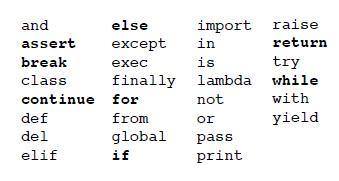 and else import raise
assert except in return
break exec is try
class finally lambda while
continue for not with
def from or yield
del global pass
elif if print